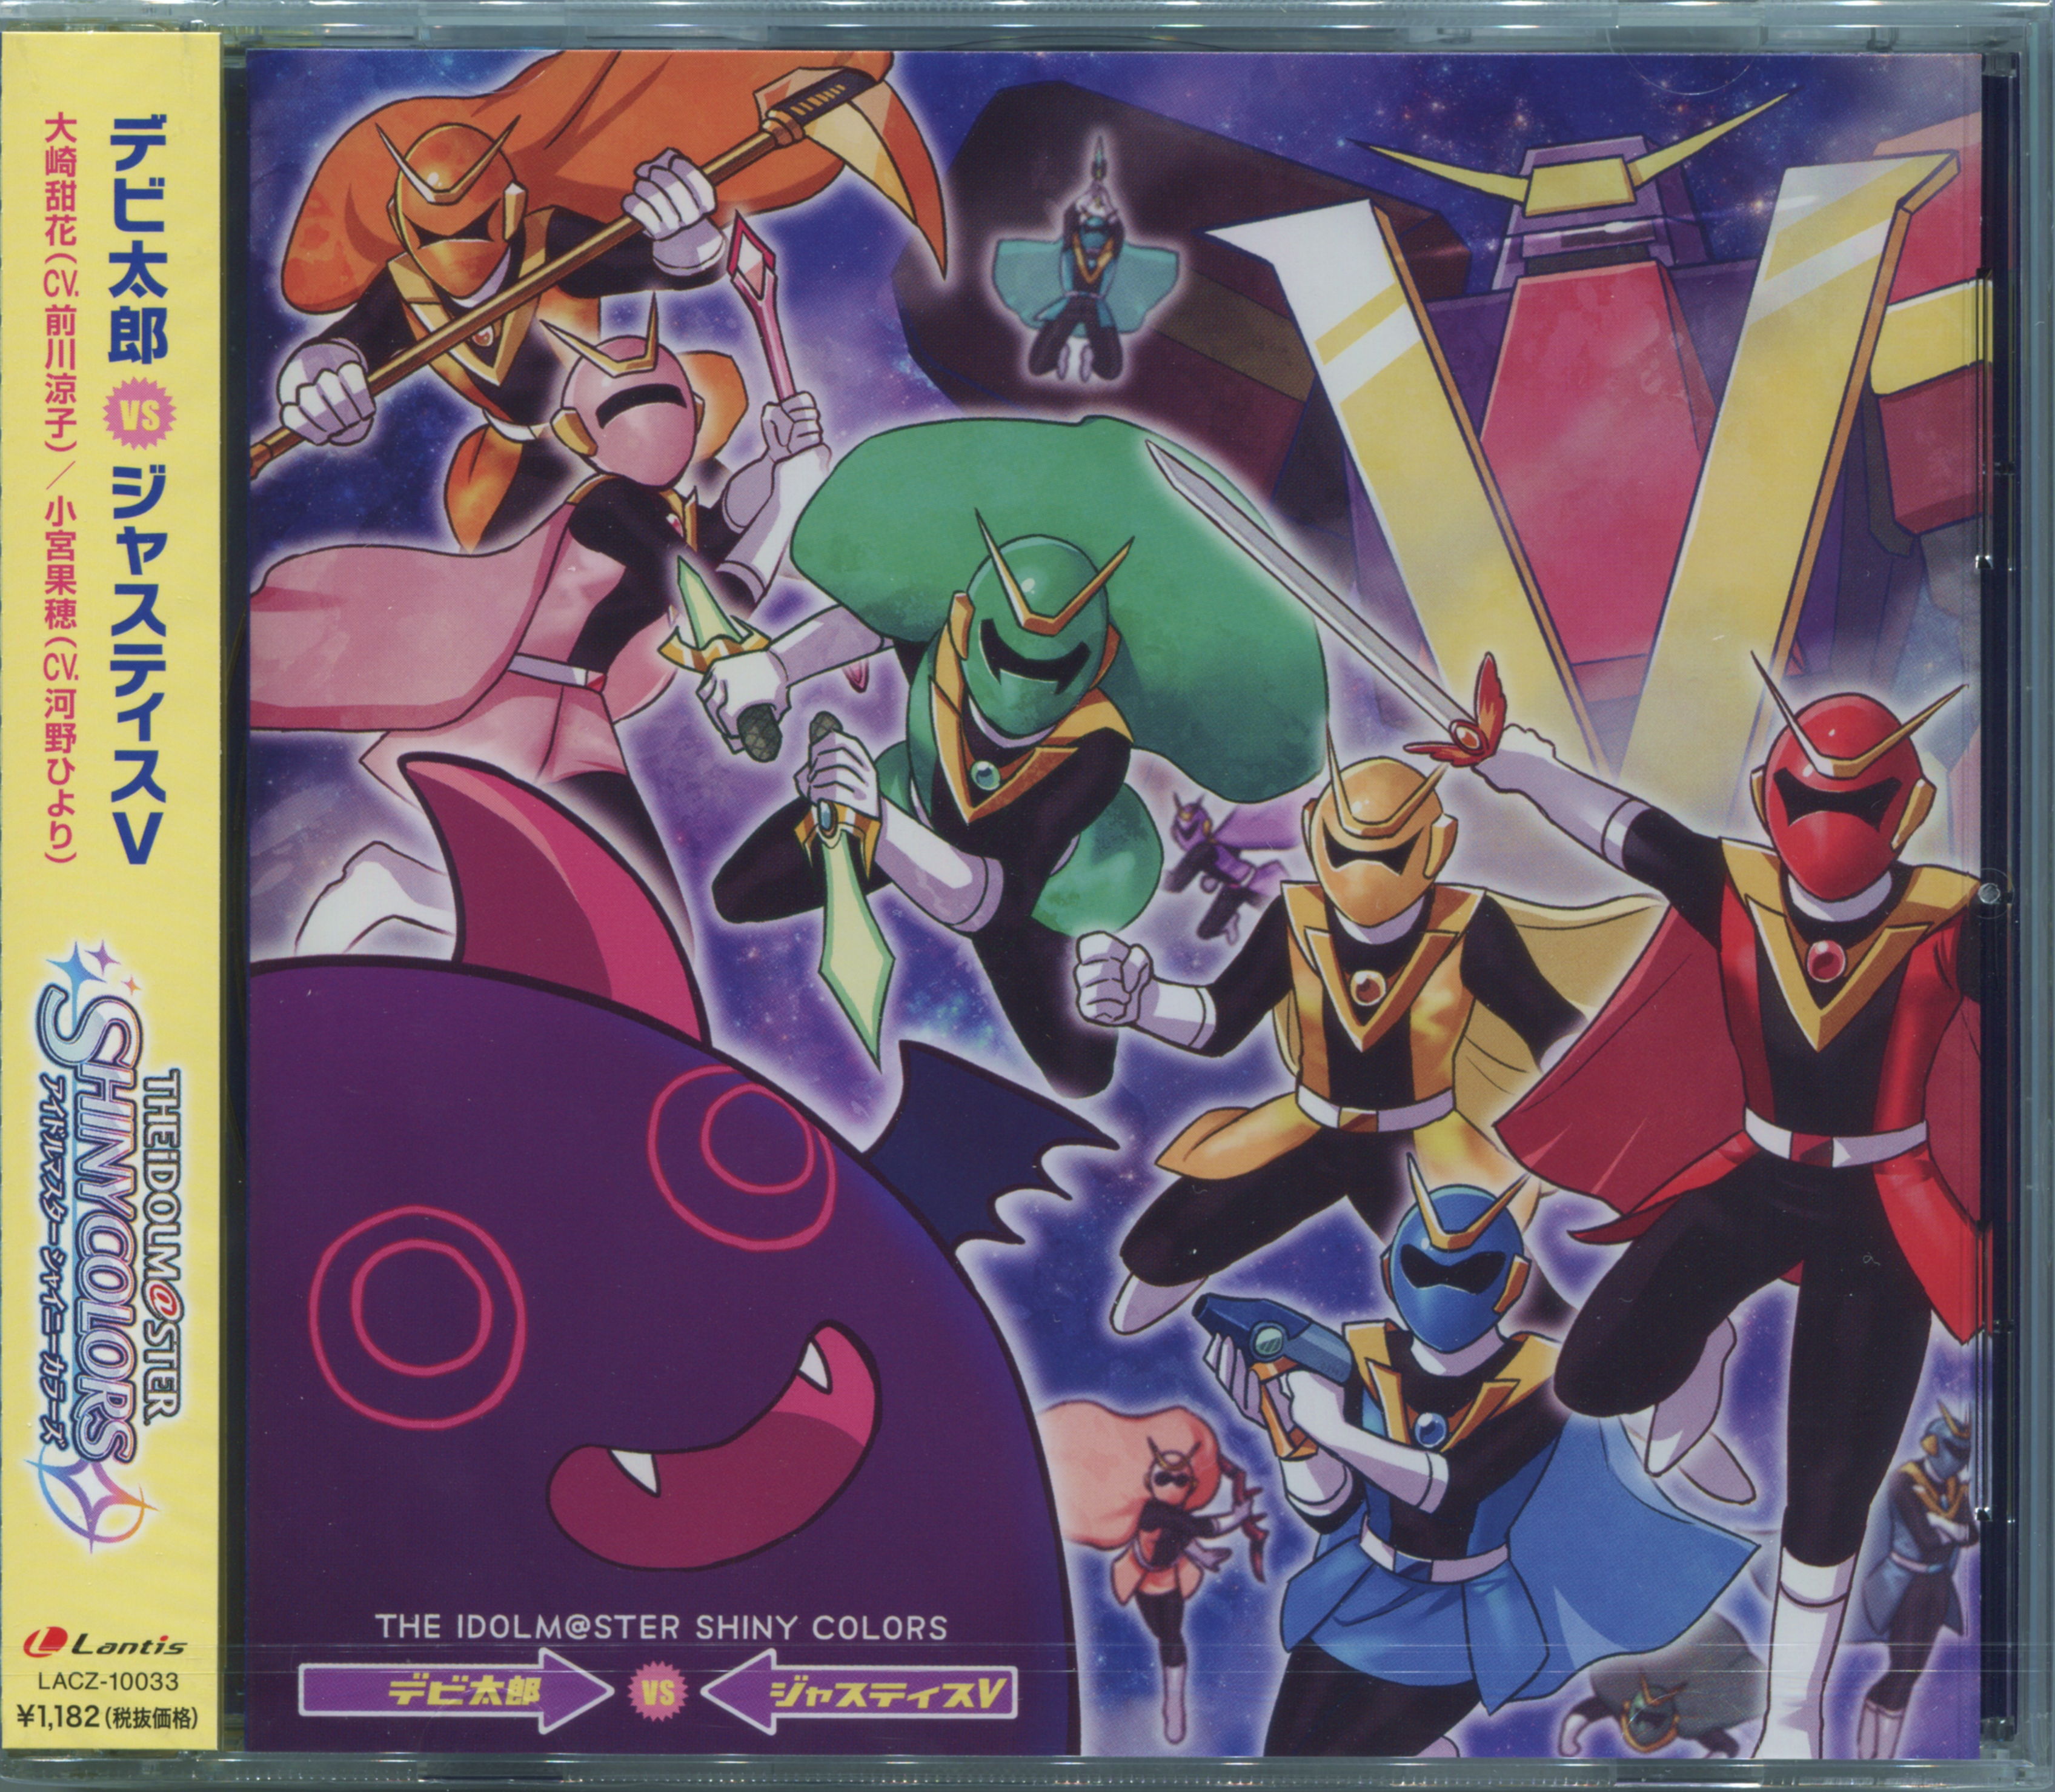 デビ太郎 VS ジャスティスV
大崎甜花(CV.前川涼子)/小宮果穂(CV.河野ひより)
THE iDOLM@STER
SHINYCOLORS
アイドルマスター シャイニーカラーズ
Lantis
LACZ-10033
¥1,182(税抜価格)
THE IDOLM@STER SHINY COLORS
デビ太郎 VS ジャスティスV